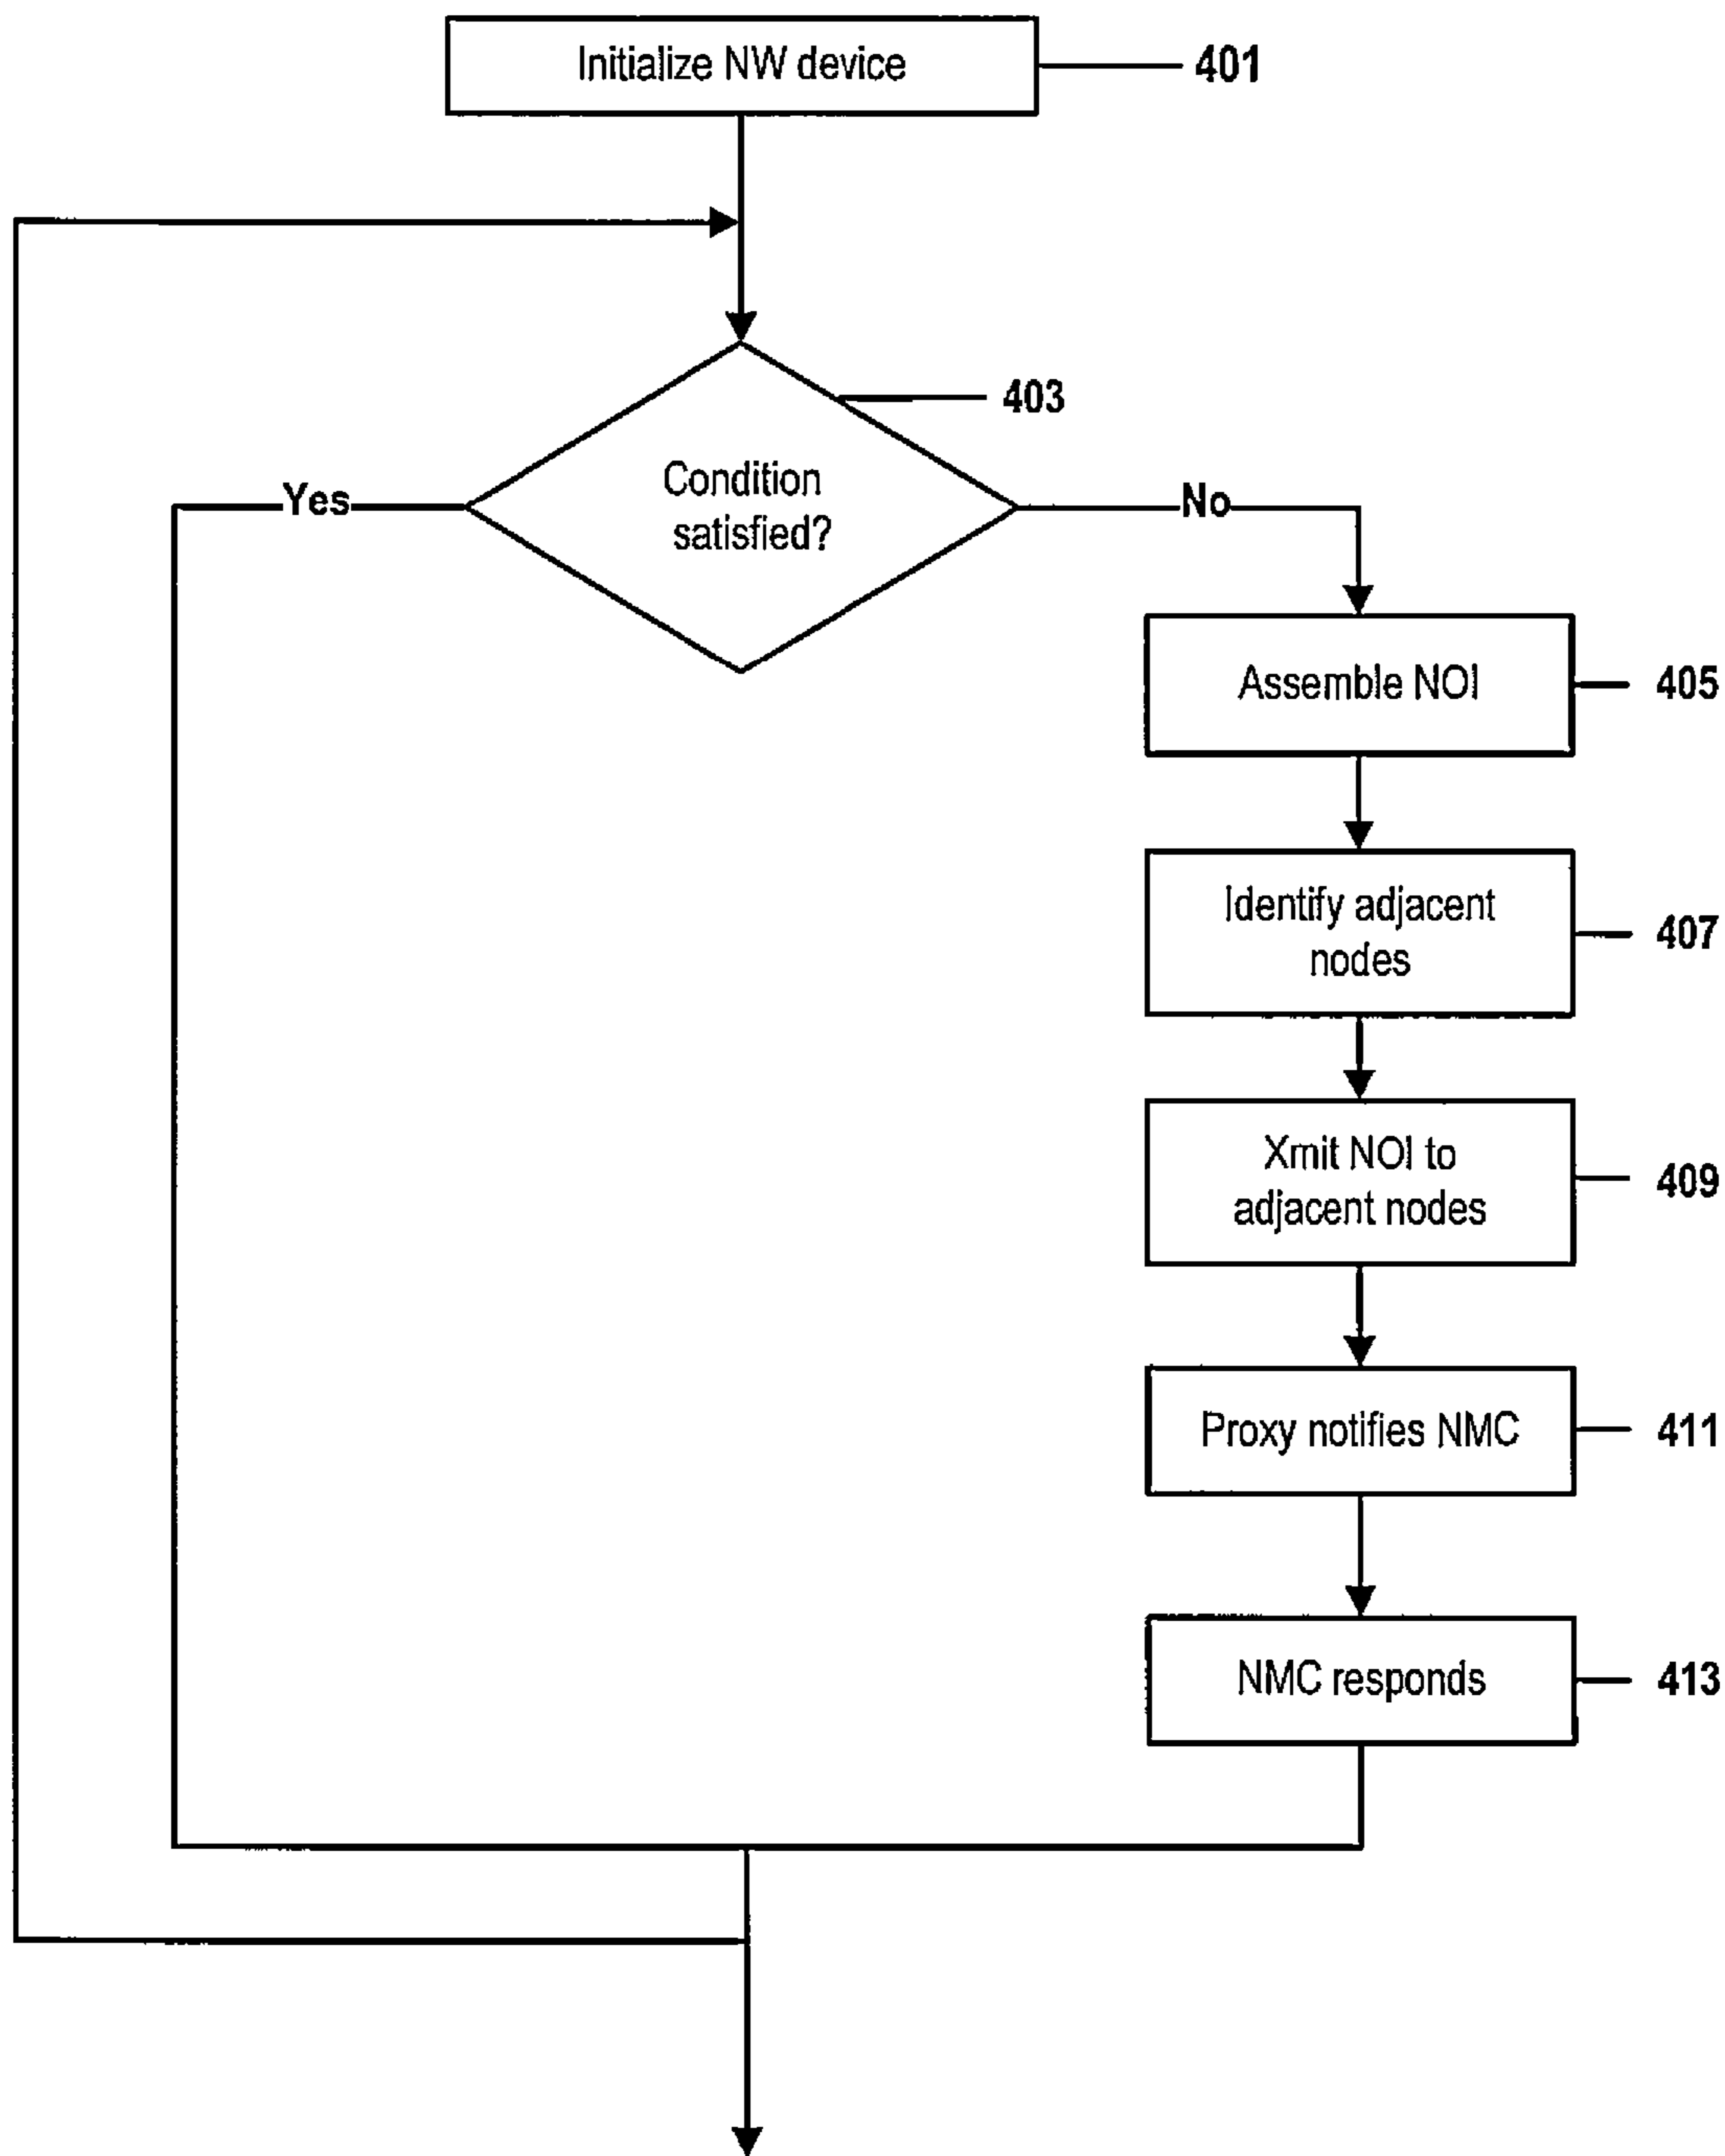 Initialize NW device
401
403
Condition
satisfied?
Yes
No
Assemble NOI
405
Identify adjacent
nodes
407
Xmit NOI to
adjacent nodes
409
Proxy notifies NMC
411
NMC responds
413